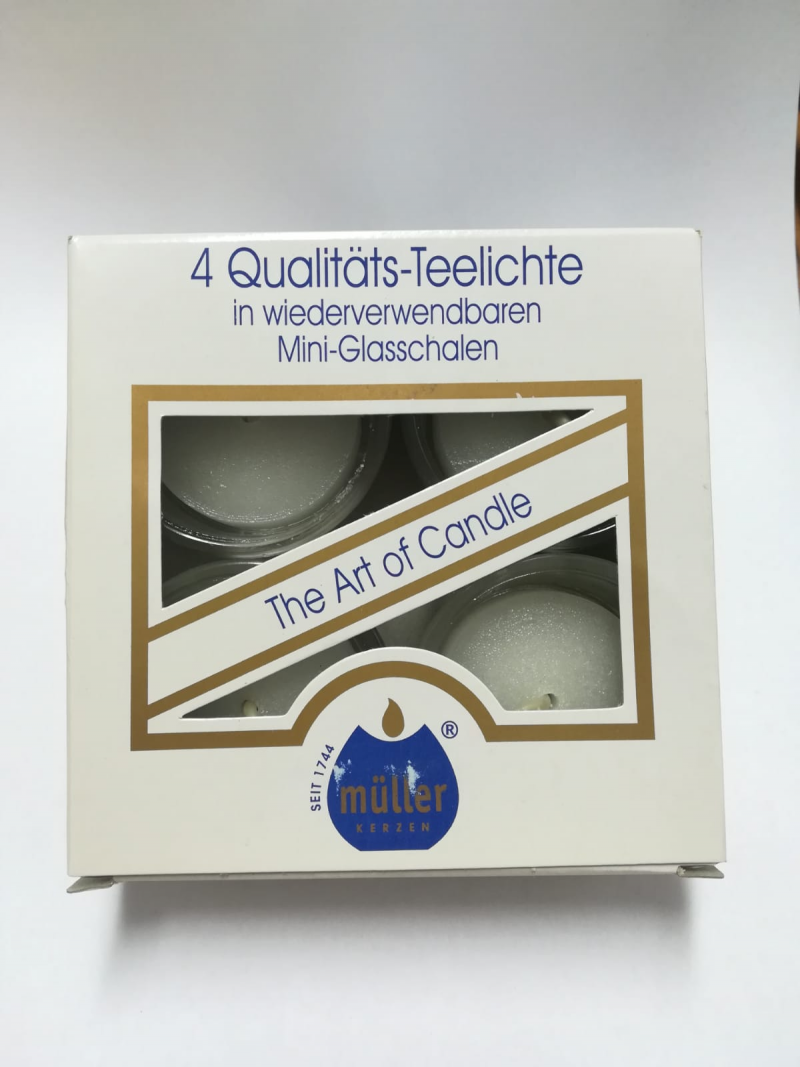 4 Qualitäts-Teelichte
in wiederverwendbaren
Mini-Glasschalen
The Art of Candle
SEIT 1744
müller
®
KERZEN